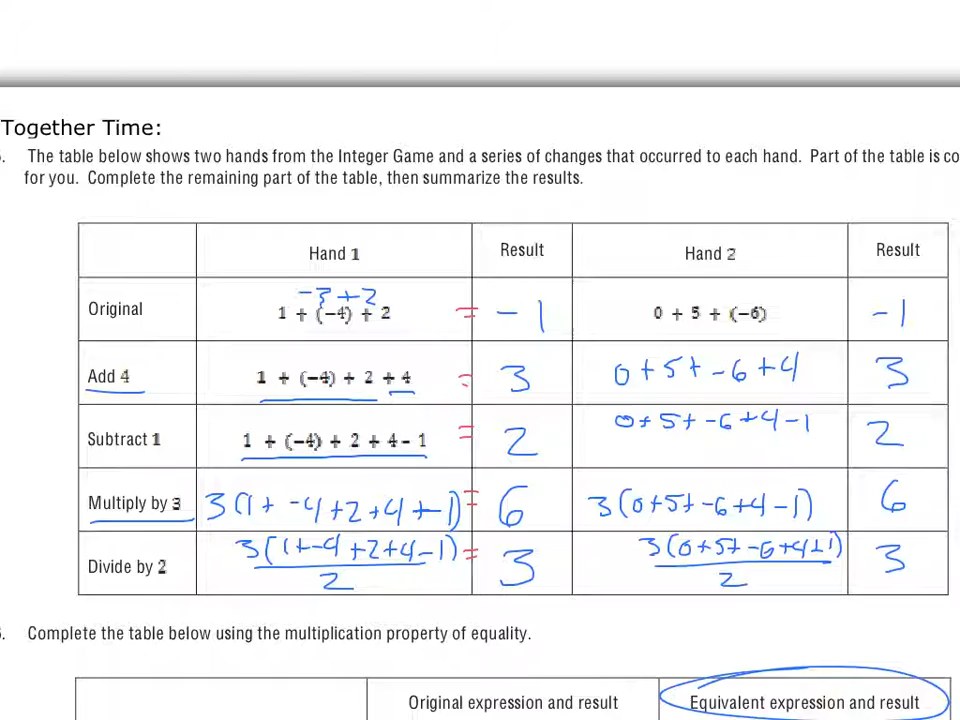 Together Time:
. The table below shows two hands from the Integer Game and a series of changes that occurred to each hand. Part of the table is co
for you. Complete the remaining part of the table, then summarize the results.
Hand 1 Result Hand 2 Result
-3 +2
Original 1 + (-4) + 2 = -1 0 + 5 + (-6) -1
Add 4 1 + (-4) + 2 + 4 = 3 0 + 5 + -6 + 4 3
Subtract 1 1 + (-4) + 2 + 4 - 1 = 2 0 + 5 + -6 + 4 - 1 2
Multiply by 3 3(1 + -4 + 2 + 4 + 1) = 6 3(0 + 5 + -6 + 4 - 1) 6
Divide by 2 3(1 + -4 + 2 + 4 - 1) / 2 = 3 3(0 + 5 + -6 + 4 + 1) / 2 3
. Complete the table below using the multiplication property of equality.
Original expression and result Equivalent expression and result